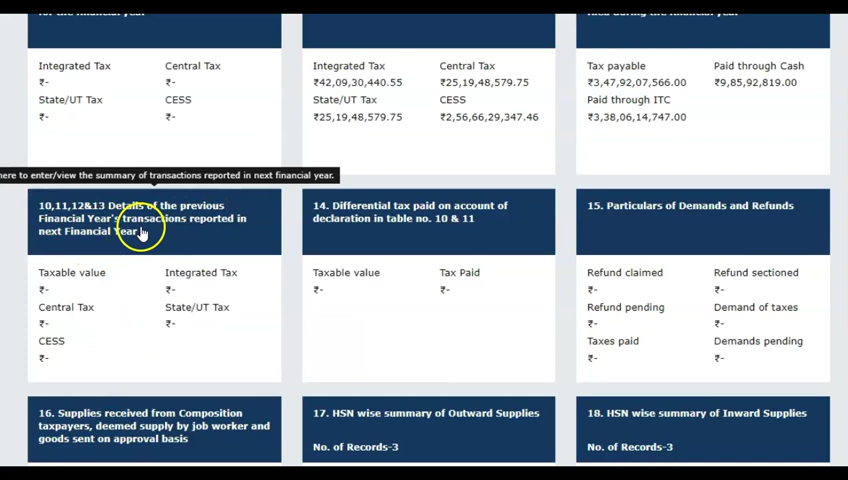 for the financial year
filed during the financial year
Integrated Tax
Central Tax
₹-
₹-
State/UT Tax
CESS
₹-
₹-
Integrated Tax
Central Tax
₹42,09,30,440.55
₹25,19,48,579.75
State/UT Tax
CESS
₹25,19,48,579.75
₹2,56,66,29,347.46
Tax payable
Paid through Cash
₹3,47,92,07,566.00
₹9,85,92,819.00
Paid through ITC
₹3,38,06,14,747.00
here to enter/view the summary of transactions reported in next financial year.
10,11,12&13 Details of the previous
Financial Year's transactions reported in
next Financial Year
14. Differential tax paid on account of
declaration in table no. 10 & 11
15. Particulars of Demands and Refunds
Taxable value
Integrated Tax
₹-
₹-
Central Tax
State/UT Tax
₹-
₹-
CESS
₹-
Taxable value
Tax Paid
₹-
₹-
Refund claimed
Refund sectioned
₹-
₹-
Refund pending
Demand of taxes
₹-
₹-
Taxes paid
Demands pending
₹-
₹-
16. Supplies received from Composition
taxpayers, deemed supply by job worker and
goods sent on approval basis
17. HSN wise summary of Outward Supplies
No. of Records-3
18. HSN wise summary of Inward Supplies
No. of Records-3